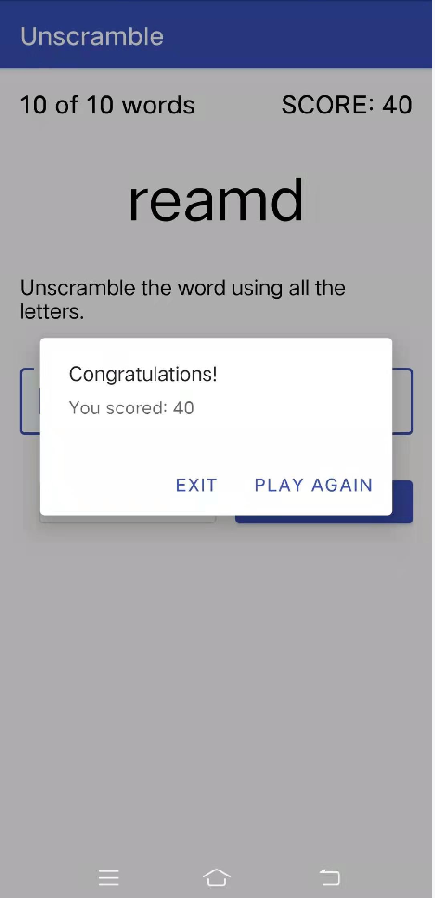 Unscramble
10 of 10 words
SCORE: 40
reamd
Unscramble the word using all the
letters.
Congratulations!
You scored: 40
EXIT
PLAY AGAIN